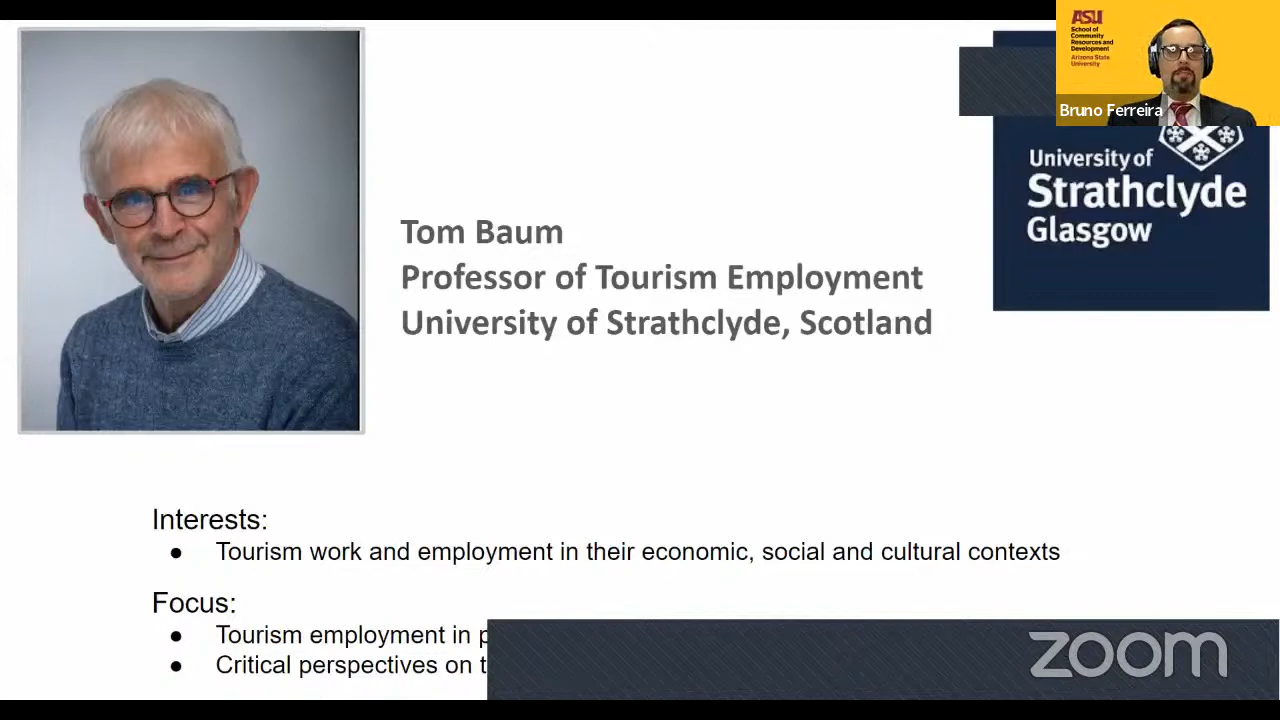 ASU
School of
Community
Resources and
Development
Arizona State
University
Bruno Ferreira
University of
Strathclyde
Glasgow
Tom Baum
Professor of Tourism Employment
University of Strathclyde, Scotland
Interests:
● Tourism work and employment in their economic, social and cultural contexts
Focus:
● Tourism employment in
● Critical perspectives on
zoom